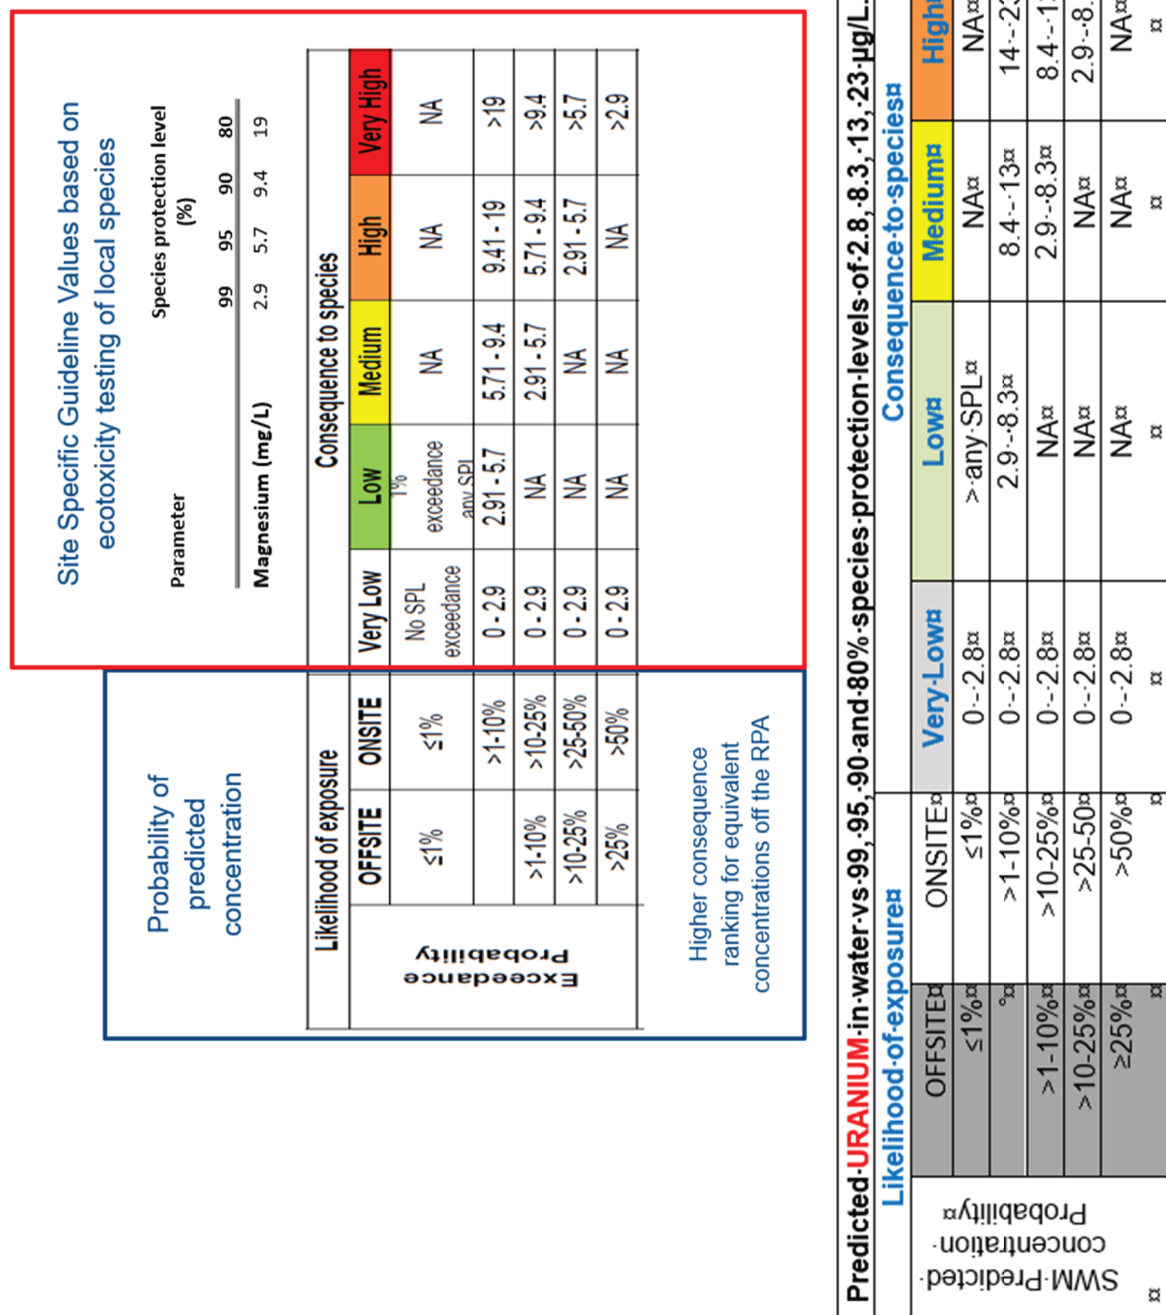 Site Specific Guideline Values based on
ecotoxicity testing of local species
Parameter Species protection level
(%)
99 95 90 80
Magnesium (mg/L) 2.9 5.7 9.4 19
Probability of
predicted
concentration
Likelihood of exposure Consequence to species
OFFSITE ONSITE Very Low Low Medium High Very High
Exceedance
Probability
≤1% ≤1% No SPL exceedance 1% exceedance any SPL NA NA NA
>1-10% 0 - 2.9 2.91 - 5.7 5.71 - 9.4 9.41 - 19 >19
>1-10% >10-25% 0 - 2.9 NA 2.91 - 5.7 5.71 - 9.4 >9.4
>10-25% >25-50% 0 - 2.9 NA NA 2.91 - 5.7 >5.7
>25% >50% 0 - 2.9 NA NA NA >2.9
Higher consequence
ranking for equivalent
concentrations off the RPA
Predicted·URANIUM·in·water·vs·99,·95,·90·and·80%·species·protection·levels·of·2.8,·8.3,·13,·23·µg/L.
Likelihood·of·exposure¤ Consequence·to·species¤
OFFSITE¤ ONSITE¤ Very·Low¤ Low¤ Medium¤ High¤
SWM·Predicted·
concentration·
Probability¤
≤1%¤ ≤1%¤ 0·-·2.8¤ >·any·SPL¤ NA¤ NA¤
°¤ >1-10%¤ 0·-·2.8¤ 2.9·-·8.3¤ 8.4·-·13¤ 14·-·23
>1-10%¤ >10-25%¤ 0·-·2.8¤ NA¤ 2.9·-·8.3¤ 8.4·-·1
>10-25%¤ >25-50¤ 0·-·2.8¤ NA¤ NA¤ 2.9·-·8.
≥25%¤ >50%¤ 0·-·2.8¤ NA¤ NA¤ NA¤
¤ ¤ ¤ ¤ ¤ ¤ ¤